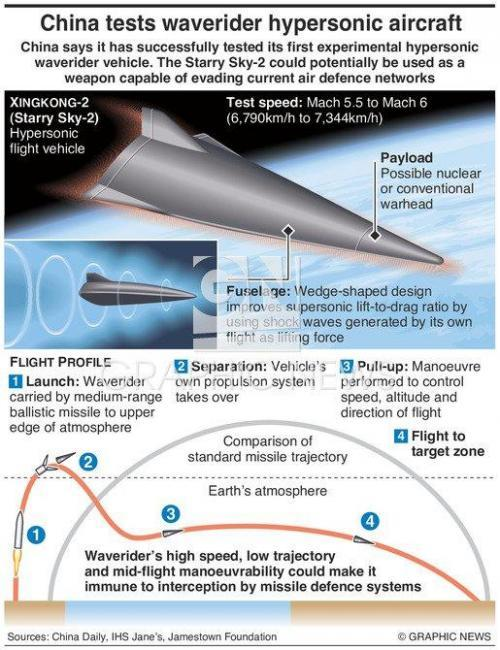 China tests waverider hypersonic aircraft
China says it has successfully tested its first experimental hypersonic
waverider vehicle. The Starry Sky-2 could potentially be used as a
weapon capable of evading current air defence networks
XINGKONG-2
(Starry Sky-2)
Hypersonic
flight vehicle
Test speed: Mach 5.5 to Mach 6
(6,790km/h to 7,344km/h)
Payload
Possible nuclear
or conventional
warhead
Fuselage: Wedge-shaped design
improves supersonic lift-to-drag ratio by
using shock waves generated by its own
flight as lifting force
GRAPHIC NEWS
FLIGHT PROFILE
1 Launch: Waverider
carried by medium-range
ballistic missile to upper
edge of atmosphere
2 Separation: Vehicle's
own propulsion system
takes over
3 Pull-up: Manoeuvre
performed to control
speed, altitude and
direction of flight
4 Flight to
target zone
Comparison of
standard missile trajectory
Earth's atmosphere
1
2
3
4
Waverider's high speed, low trajectory
and mid-flight manoeuvrability could make it
immune to interception by missile defence systems
Sources: China Daily, IHS Jane's, Jamestown Foundation
© GRAPHIC NEWS